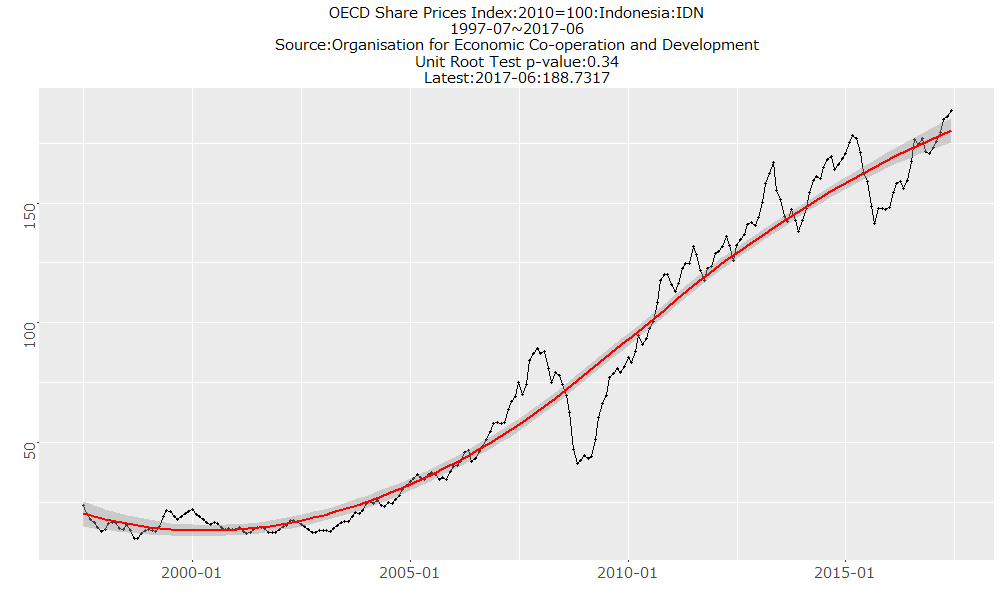 OECD Share Prices Index:2010=100:Indonesia:IDN
1997-07~2017-06
Source:Organisation for Economic Co-operation and Development
Unit Root Test p-value:0.34
Latest:2017-06:188.7317
150
100
50
2000-01
2005-01
2010-01
2015-01